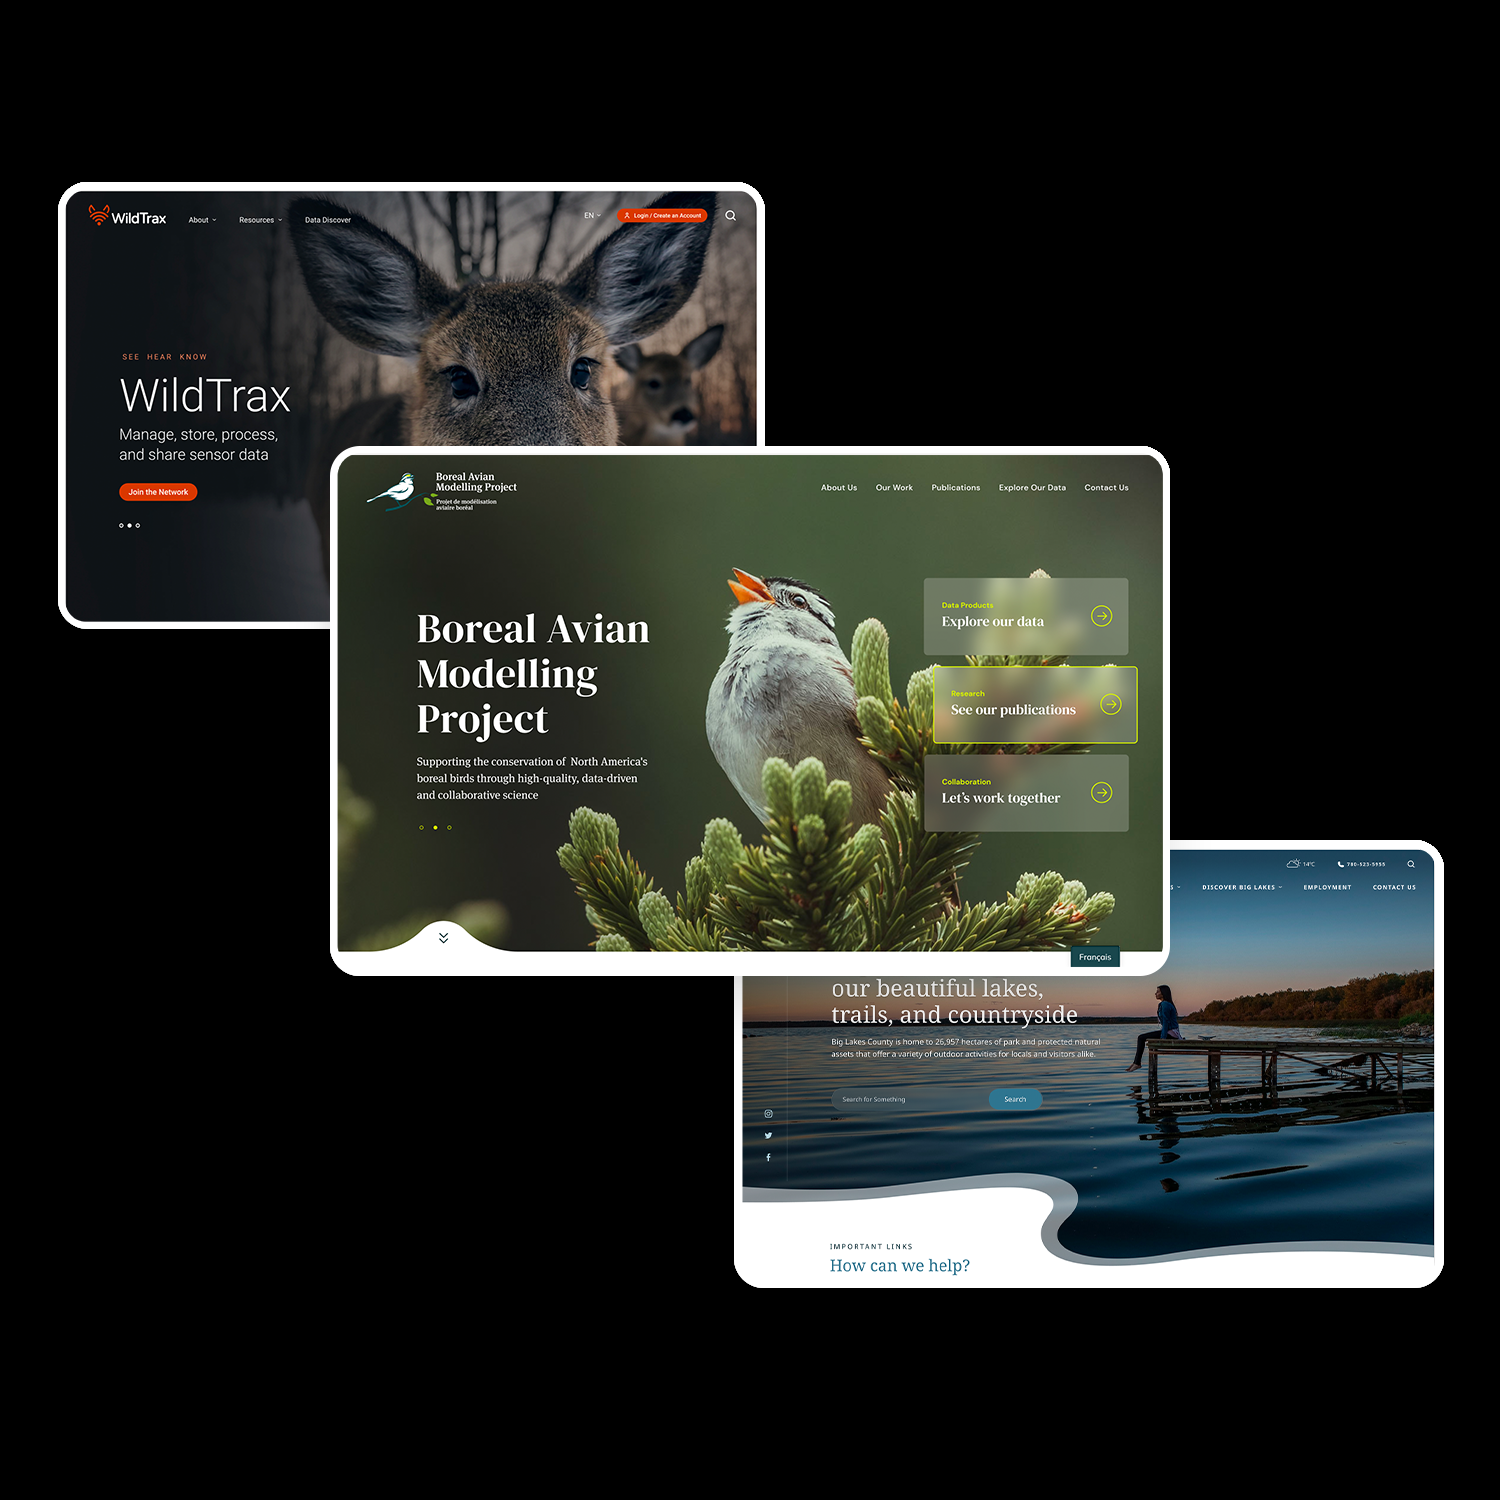 WildTrax
About
Resources
Data Discover
EN
Login / Create an Account
SEE HEAR KNOW
WildTrax
Manage, store, process,
and share sensor data
Join the Network
Boreal Avian
Modelling Project
Projet de modélisation
aviaire boréal
About Us
Our Work
Publications
Explore Our Data
Contact Us
Boreal Avian
Modelling
Project
Supporting the conservation of North America's
boreal birds through high-quality, data-driven
and collaborative science
Data Products
Explore our data
Research
See our publications
Collaboration
Let's work together
Français
14°C
780-523-5955
S
DISCOVER BIG LAKES
EMPLOYMENT
CONTACT US
our beautiful lakes,
trails, and countryside
Big Lakes County is home to 26,957 hectares of park and protected natural
assets that offer a variety of outdoor activities for locals and visitors alike.
Search for Something
Search
IMPORTANT LINKS
How can we help?